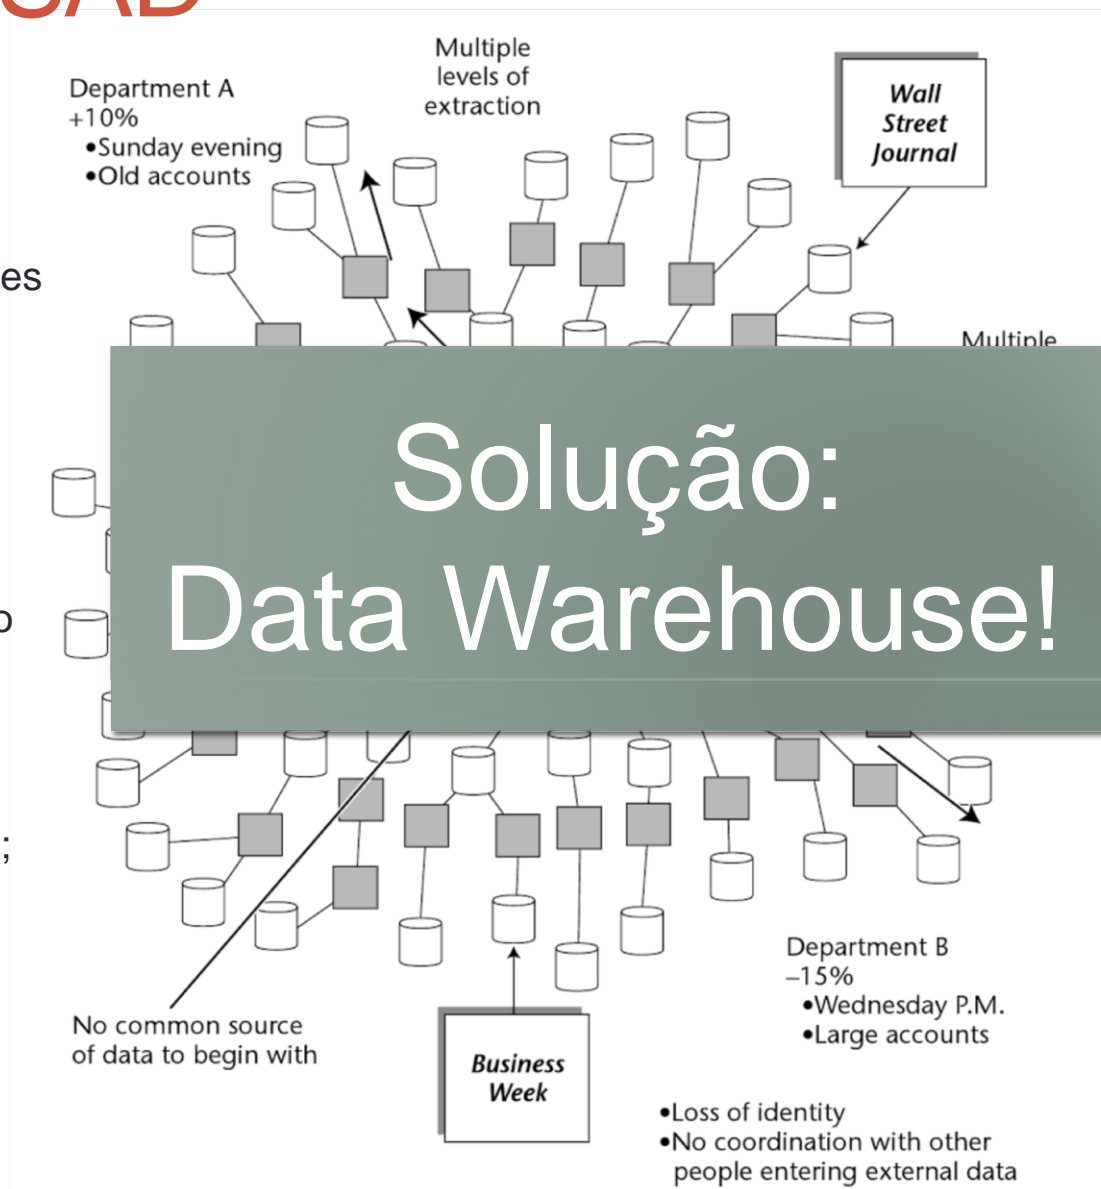 Multiple
levels of
extraction
Department A
+10%
•Sunday evening
•Old accounts
Wall
Street
Journal
es
Multiple
Solução:
Data Warehouse!
o
;
No common source
of data to begin with
Business
Week
Department B
–15%
•Wednesday P.M.
•Large accounts
•Loss of identity
•No coordination with other
people entering external data